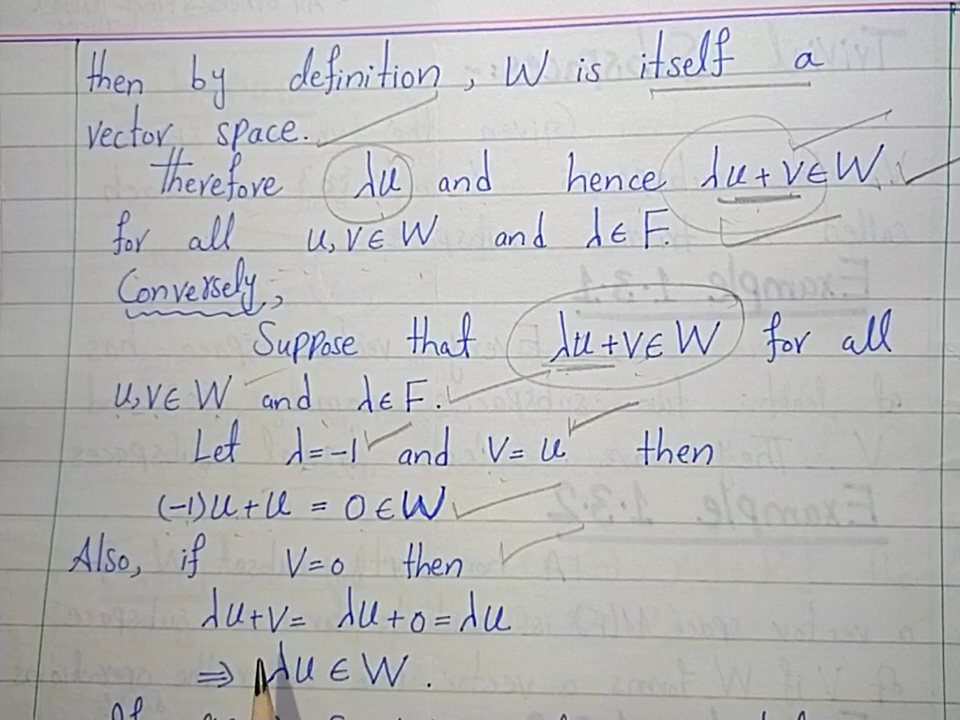 then by definition, W is itself a
vector space.
Therefore λu and hence λu + v ∈ W
for all u, v ∈ W and λ ∈ F.
Conversely;
Suppose that λu + v ∈ W for all
u, v ∈ W and λ ∈ F.
Let λ = -1 and v = u then
(-1)u + u = 0 ∈ W
Also, if v = 0 then
λu + v = λu + 0 = λu
⇒ λu ∈ W.